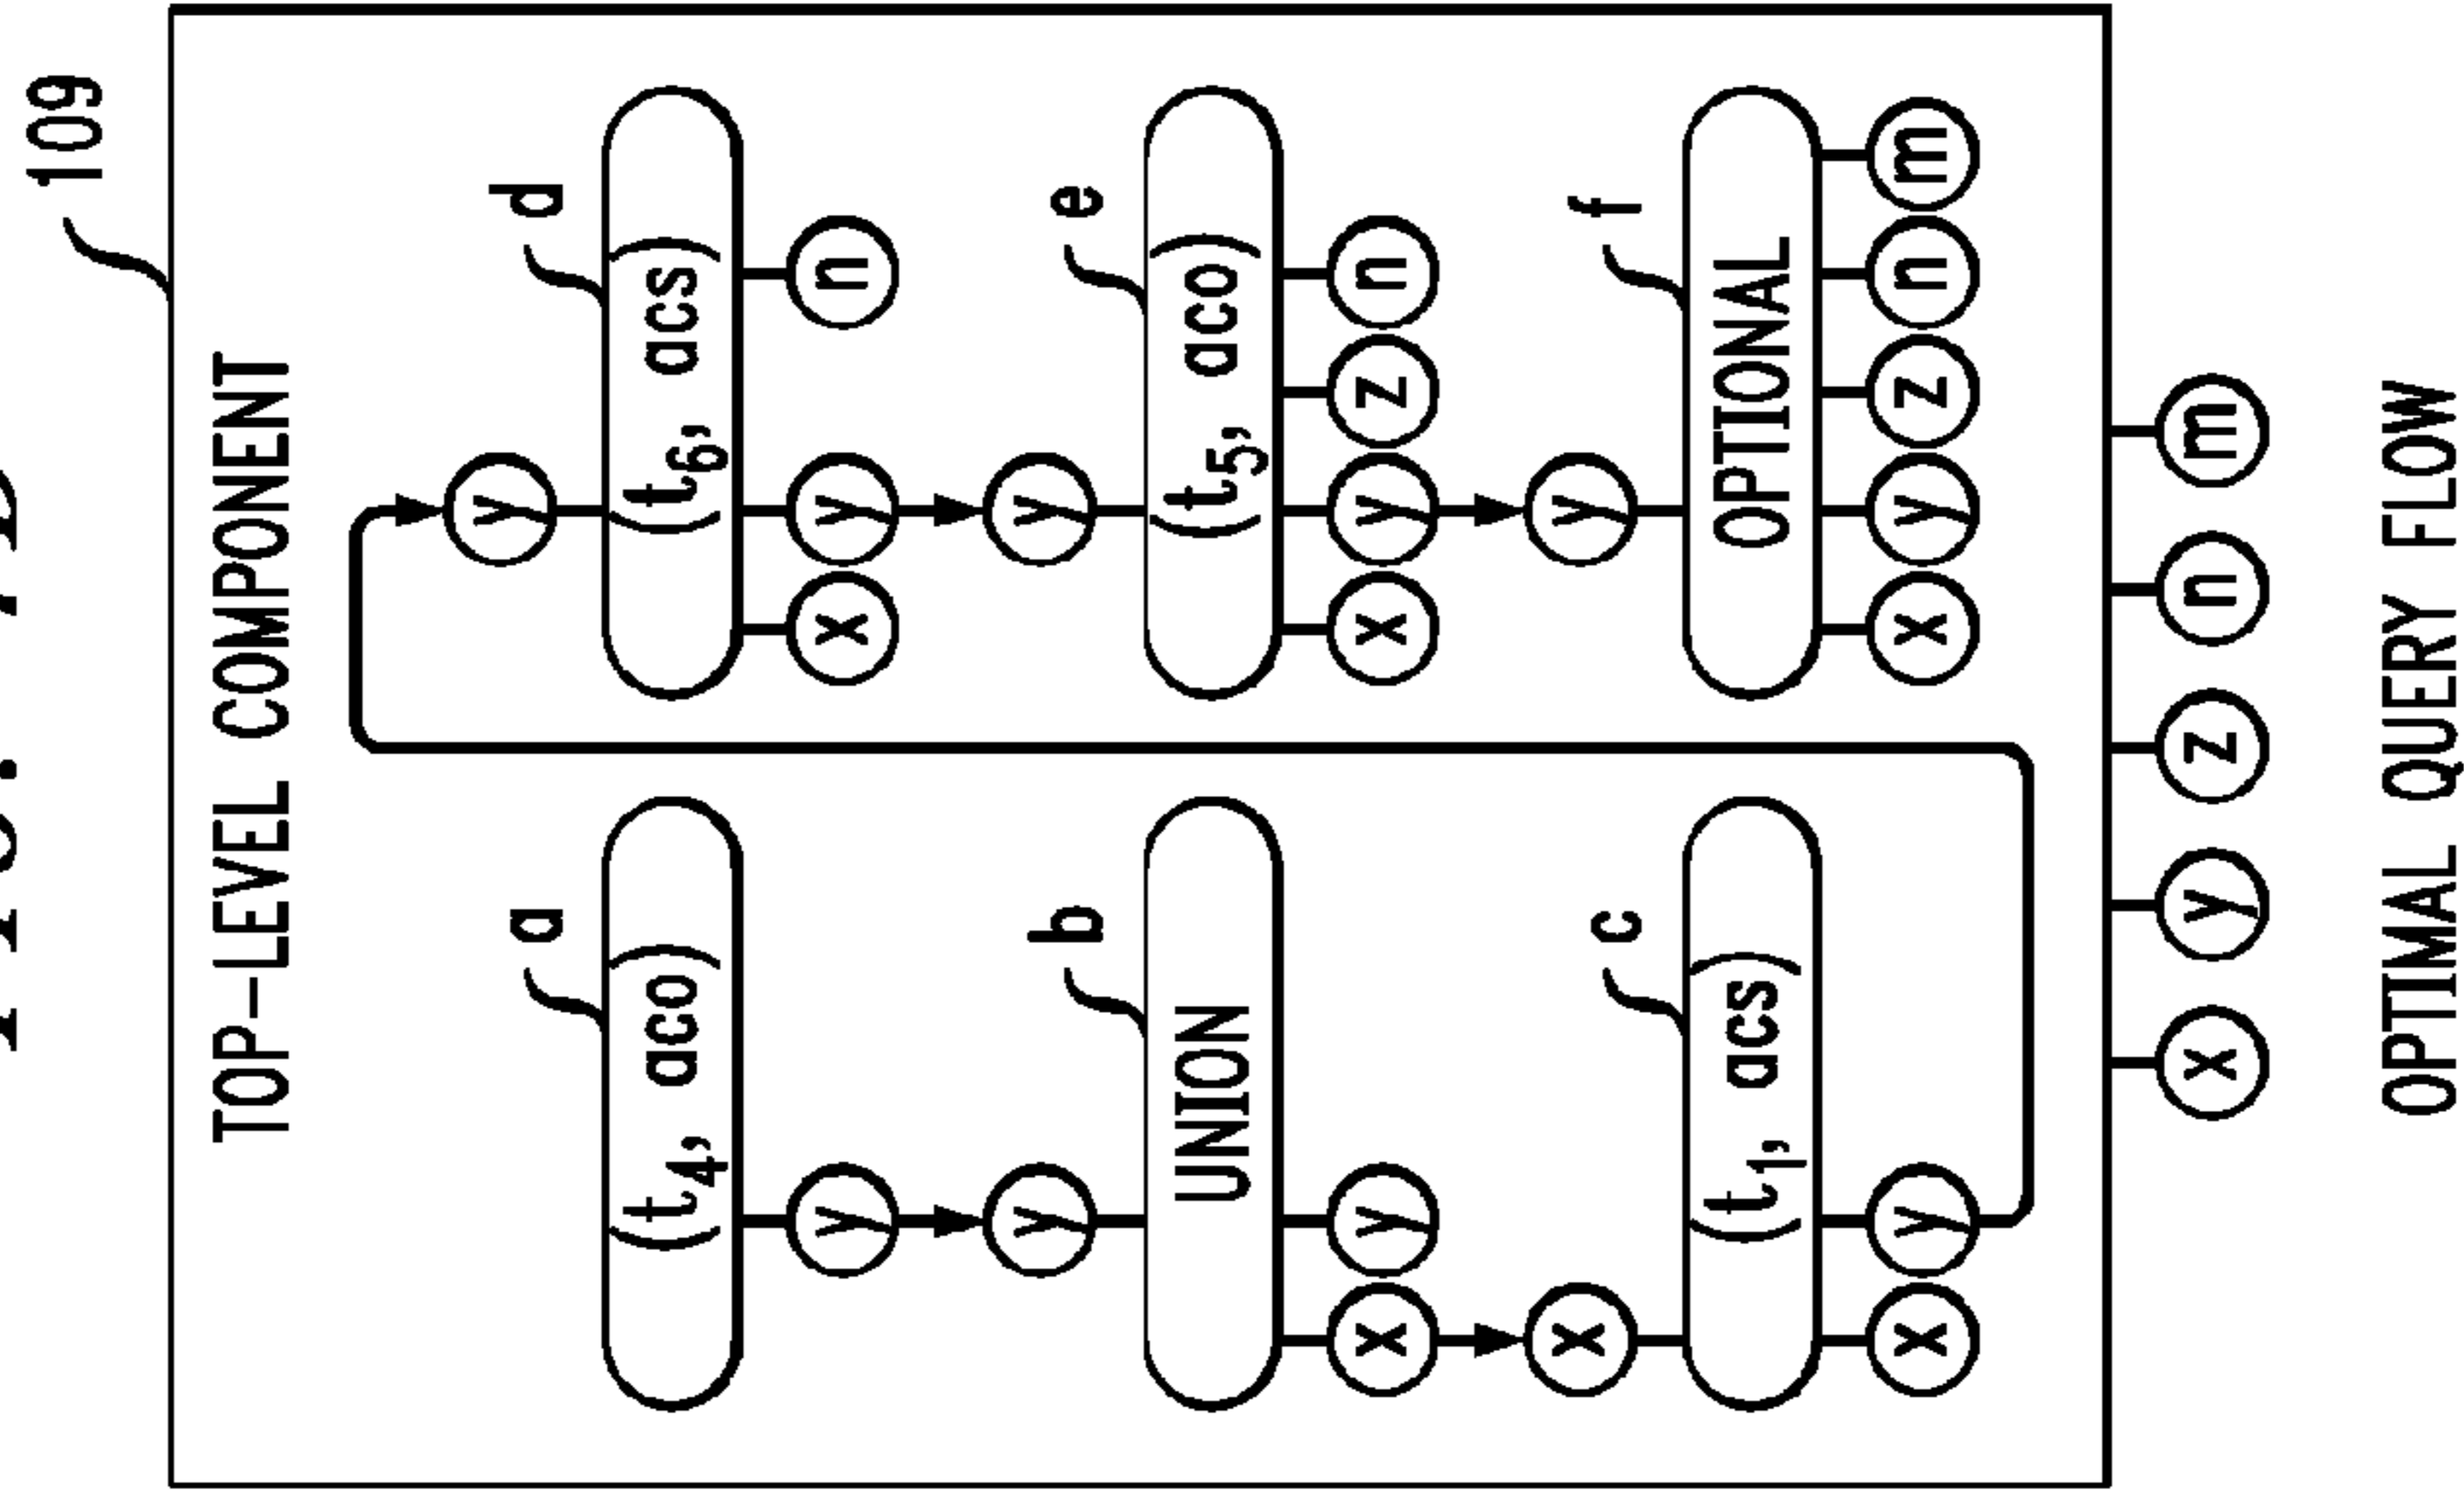 109
TOP-LEVEL COMPONENT
a
(t4, aco)
y
y
b
UNION
x y
x
c
(t1, acs)
x y
y
d
(t6, acs)
x y n
y
e
(t5, aco)
x y z n
y
f
OPTIONAL
x y z n m
x y z n m
OPTIMAL QUERY FLOW